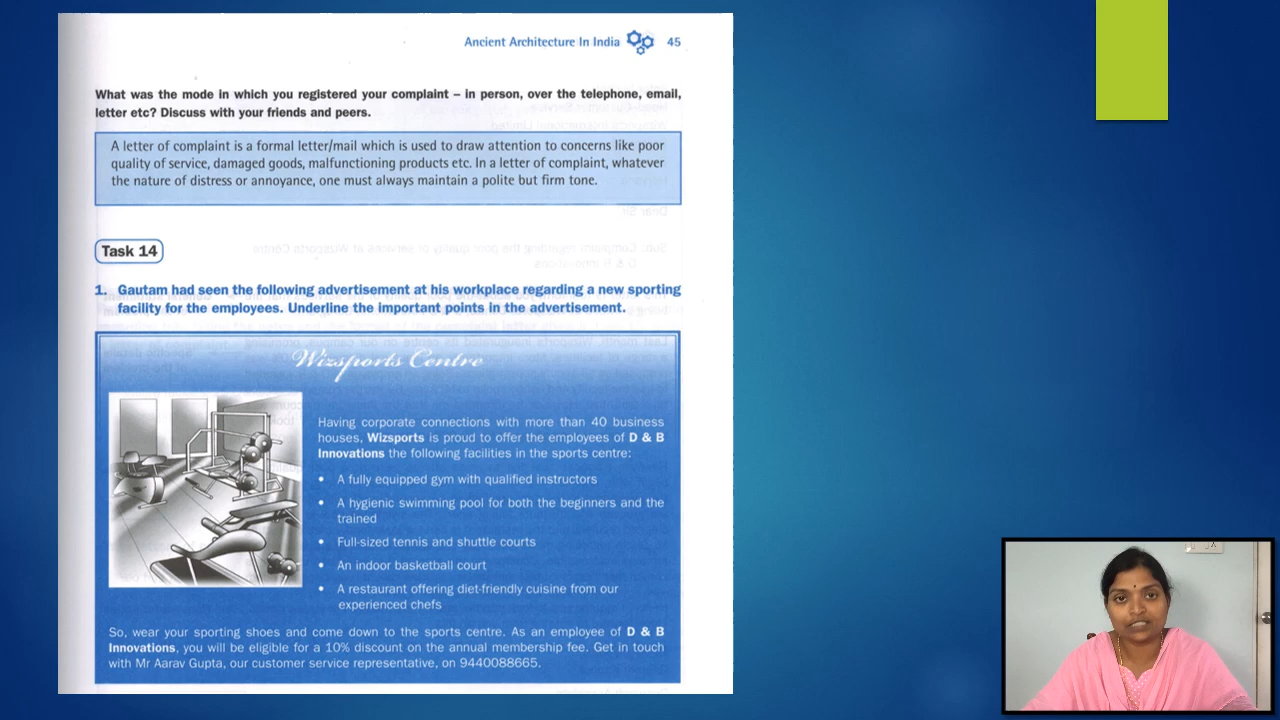 Ancient Architecture In India 45
What was the mode in which you registered your complaint – in person, over the telephone, email,
letter etc? Discuss with your friends and peers.
A letter of complaint is a formal letter/mail which is used to draw attention to concerns like poor
quality of service, damaged goods, malfunctioning products etc. In a letter of complaint, whatever
the nature of distress or annoyance, one must always maintain a polite but firm tone.
Task 14
1. Gautam had seen the following advertisement at his workplace regarding a new sporting
facility for the employees. Underline the important points in the advertisement.
Wizsports Centre
Having corporate connections with more than 40 business
houses, Wizsports is proud to offer the employees of D & B
Innovations the following facilities in the sports centre:
• A fully equipped gym with qualified instructors
• A hygienic swimming pool for both the beginners and the
trained
• Full-sized tennis and shuttle courts
• An indoor basketball court
• A restaurant offering diet-friendly cuisine from our
experienced chefs
So, wear your sporting shoes and come down to the sports centre. As an employee of D & B
Innovations, you will be eligible for a 10% discount on the annual membership fee. Get in touch
with Mr Aarav Gupta, our customer service representative, on 9440088665.